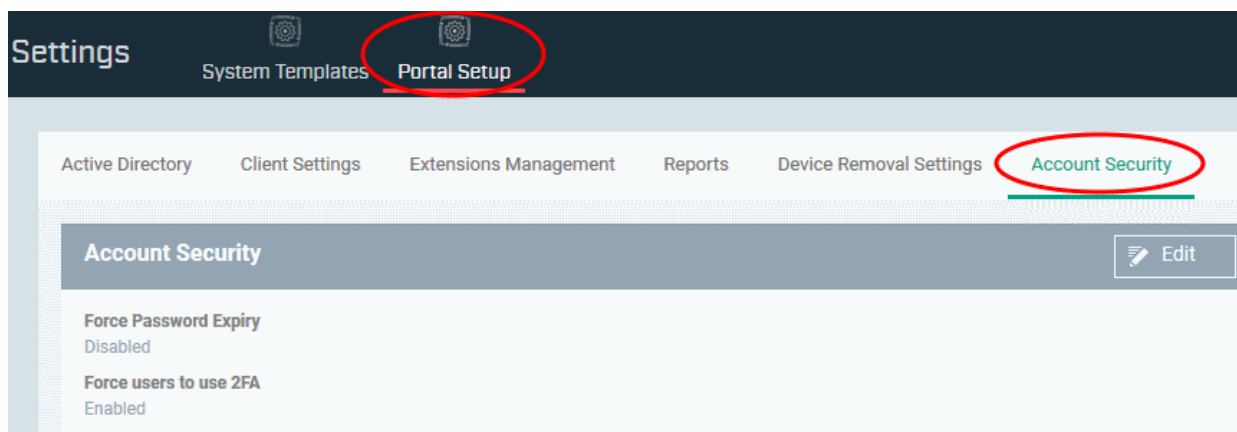 Settings
System Templates
Portal Setup
Active Directory
Client Settings
Extensions Management
Reports
Device Removal Settings
Account Security
Account Security
Edit
Force Password Expiry
Disabled
Force users to use 2FA
Enabled